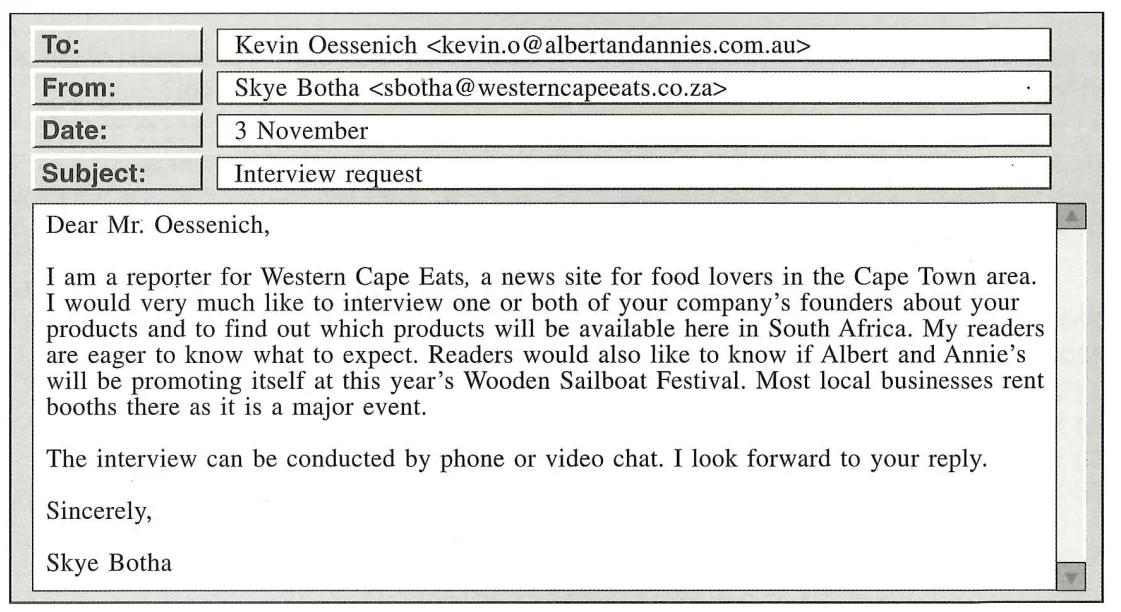 To: Kevin Oessenich <kevin.o@albertandannies.com.au>
From: Skye Botha <sbotha@westerncapeeats.co.za>
Date: 3 November
Subject: Interview request
Dear Mr. Oessenich,
I am a reporter for Western Cape Eats, a news site for food lovers in the Cape Town area.
I would very much like to interview one or both of your company's founders about your
products and to find out which products will be available here in South Africa. My readers
are eager to know what to expect. Readers would also like to know if Albert and Annie's
will be promoting itself at this year's Wooden Sailboat Festival. Most local businesses rent
booths there as it is a major event.
The interview can be conducted by phone or video chat. I look forward to your reply.
Sincerely,
Skye Botha